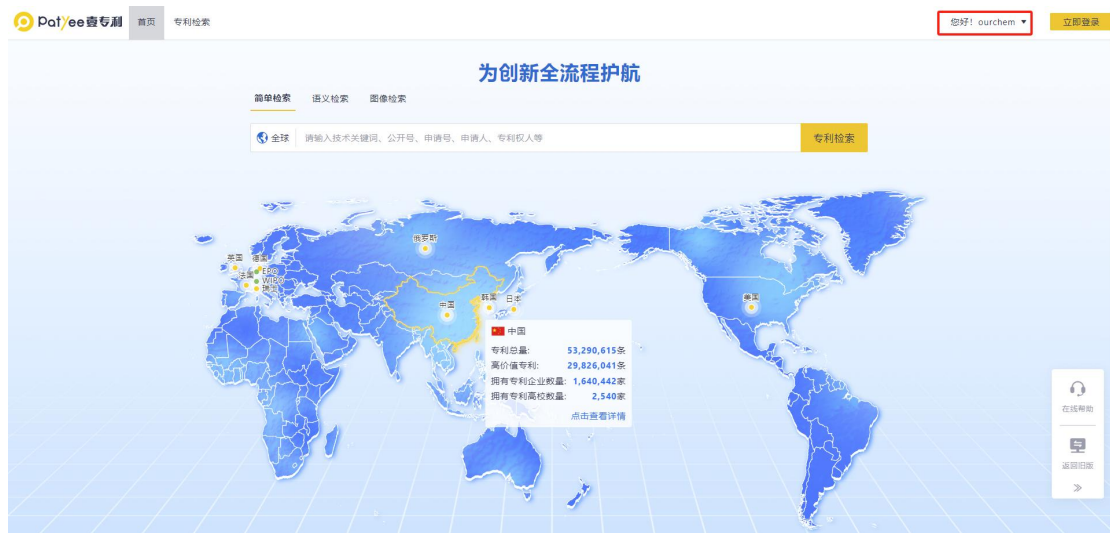 Patyee壹专利 首页 专利检索 您好！ourchem ▼ 立即登录
为创新全流程护航
简单检索 语义检索 图像检索
全球 请输入技术关键词、公开号、申请号、申请人、专利权人等 专利检索
俄罗斯
英国 德国
法国 EPO
WIPO
瑞士
中国 韩国 日本
美国
中国
专利总量: 53,290,615条
高价值专利: 29,826,041条
拥有专利企业数量: 1,640,442家
拥有专利高校数量: 2,540家
点击查看详情
在线帮助
返回旧版